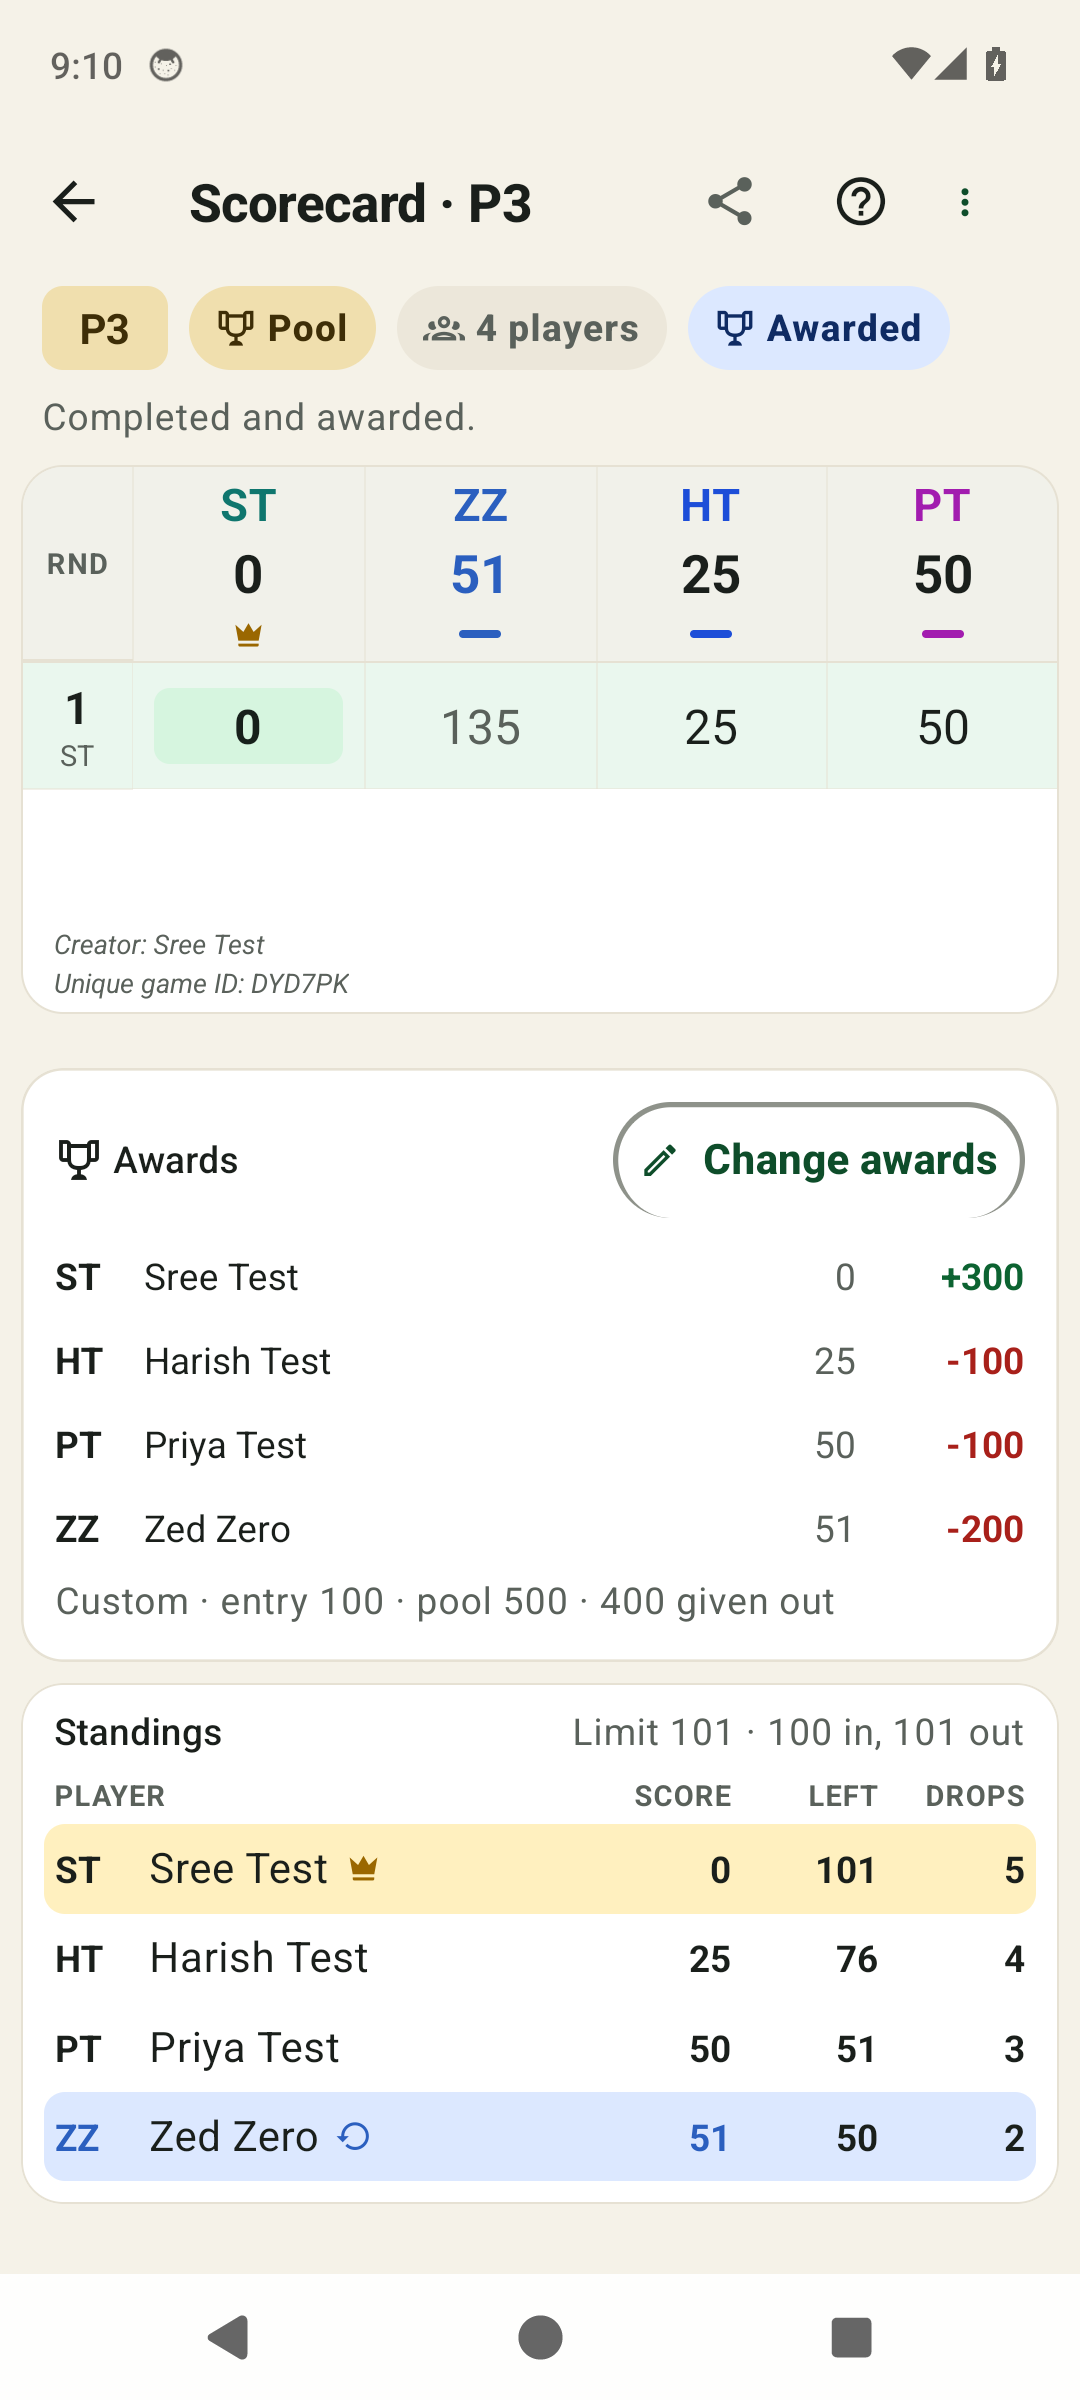 9:10
Scorecard · P3
P3 Pool 4 players Awarded
Completed and awarded.
RND ST ZZ HT PT
0 51 25 50
1 0 135 25 50
ST
Creator: Sree Test
Unique game ID: DYD7PK
Awards Change awards
ST Sree Test 0 +300
HT Harish Test 25 -100
PT Priya Test 50 -100
ZZ Zed Zero 51 -200
Custom · entry 100 · pool 500 · 400 given out
Standings Limit 101 · 100 in, 101 out
PLAYER SCORE LEFT DROPS
ST Sree Test 0 101 5
HT Harish Test 25 76 4
PT Priya Test 50 51 3
ZZ Zed Zero 51 50 2